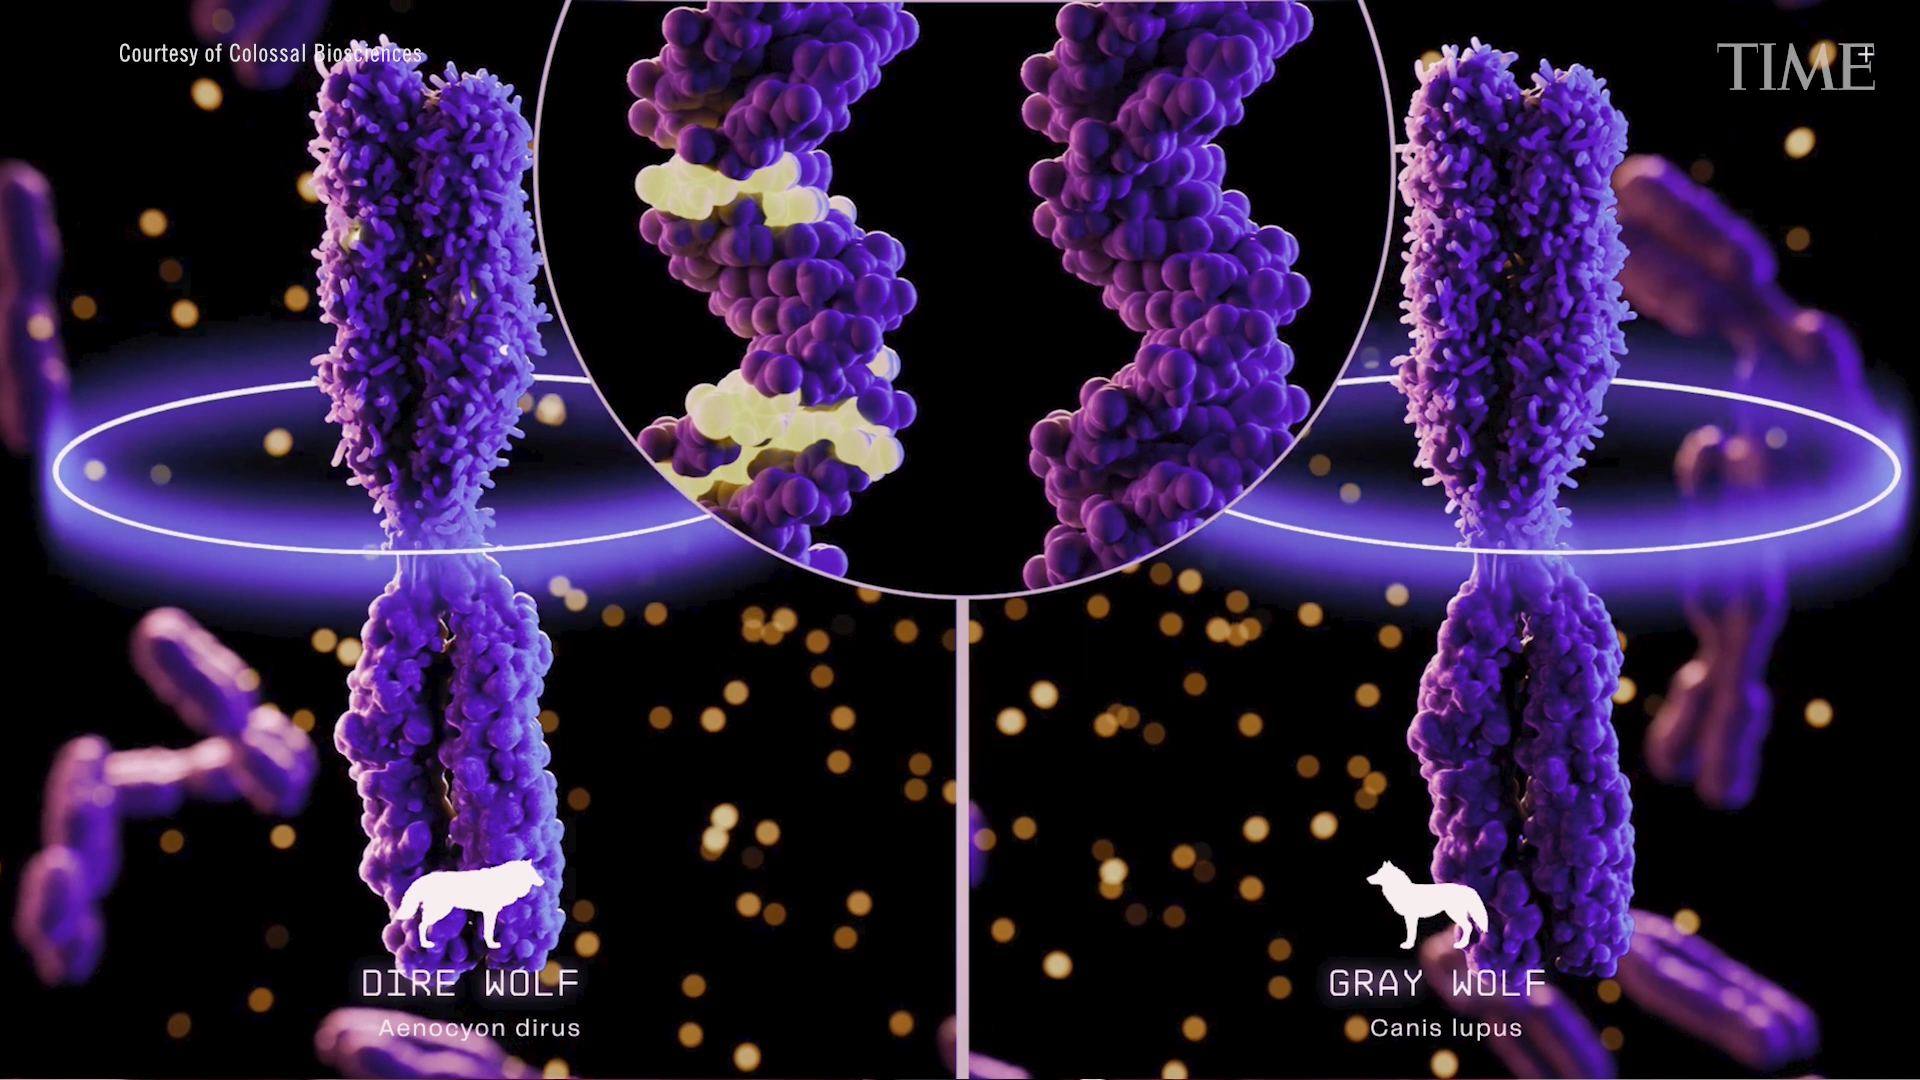 Courtesy of Colossal Biosciences
TIME
DIRE WOLF
Aenocyon dirus
GRAY WOLF
Canis lupus